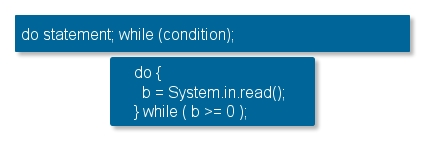 do statement; while (condition);
do {
b = System.in.read();
} while ( b >= 0 );